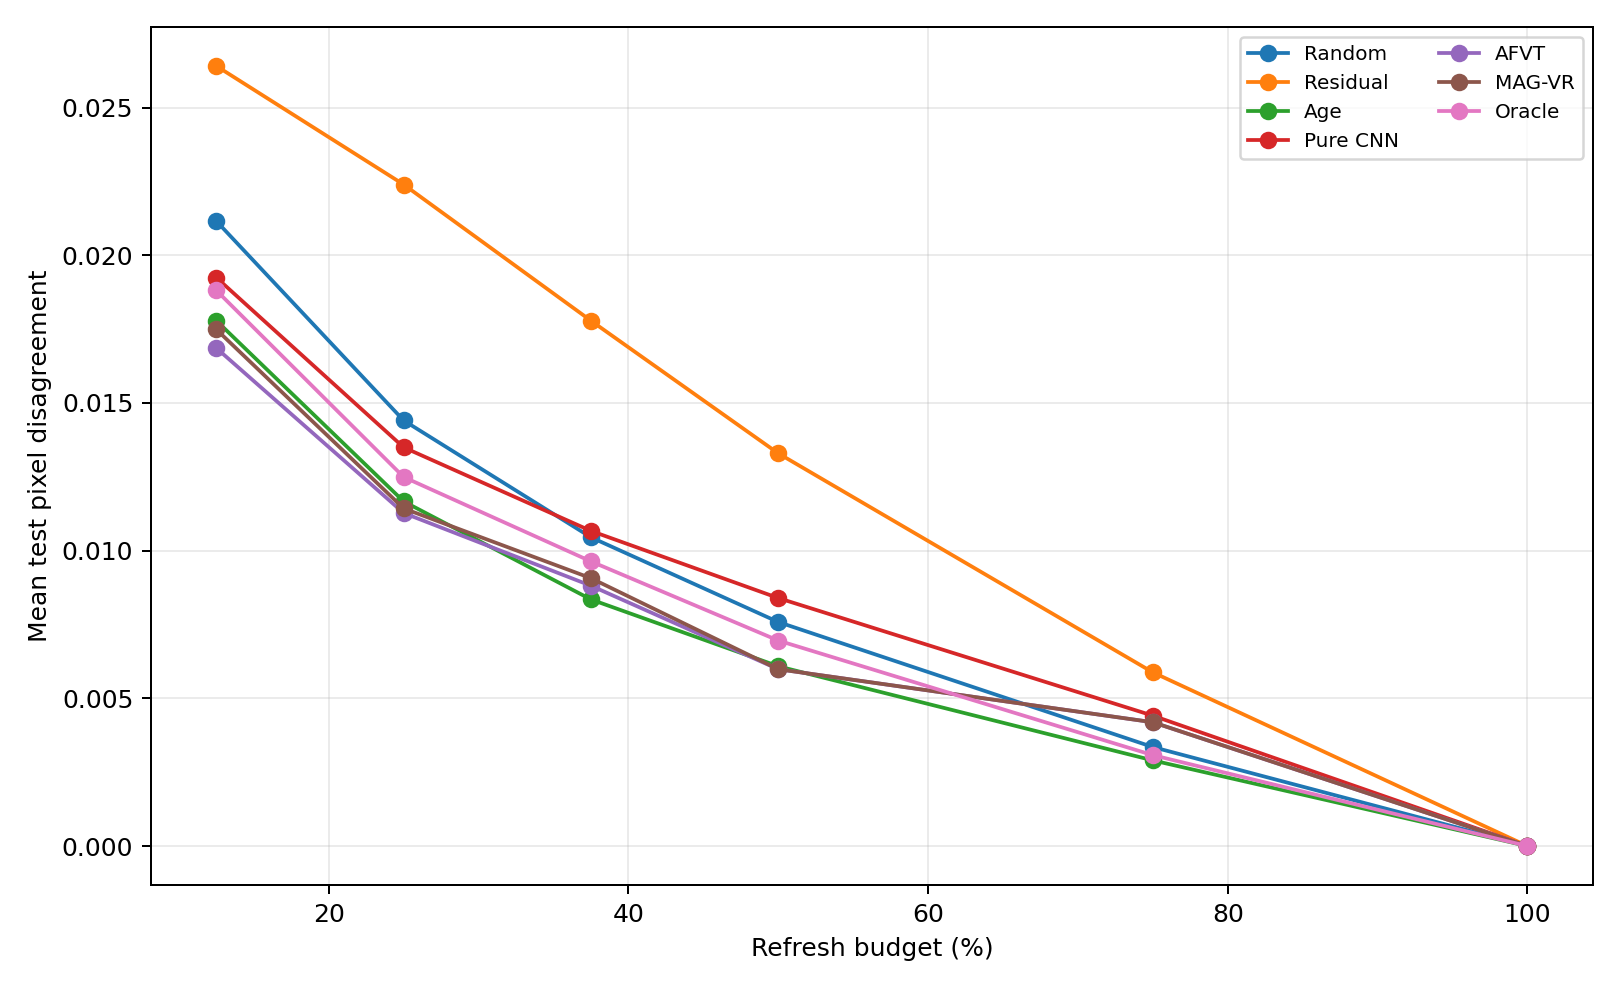 Random
Residual
Age
Pure CNN
AFVT
MAG-VR
Oracle
Mean test pixel disagreement
0.025
0.020
0.015
0.010
0.005
0.000
20
40
60
80
100
Refresh budget (%)